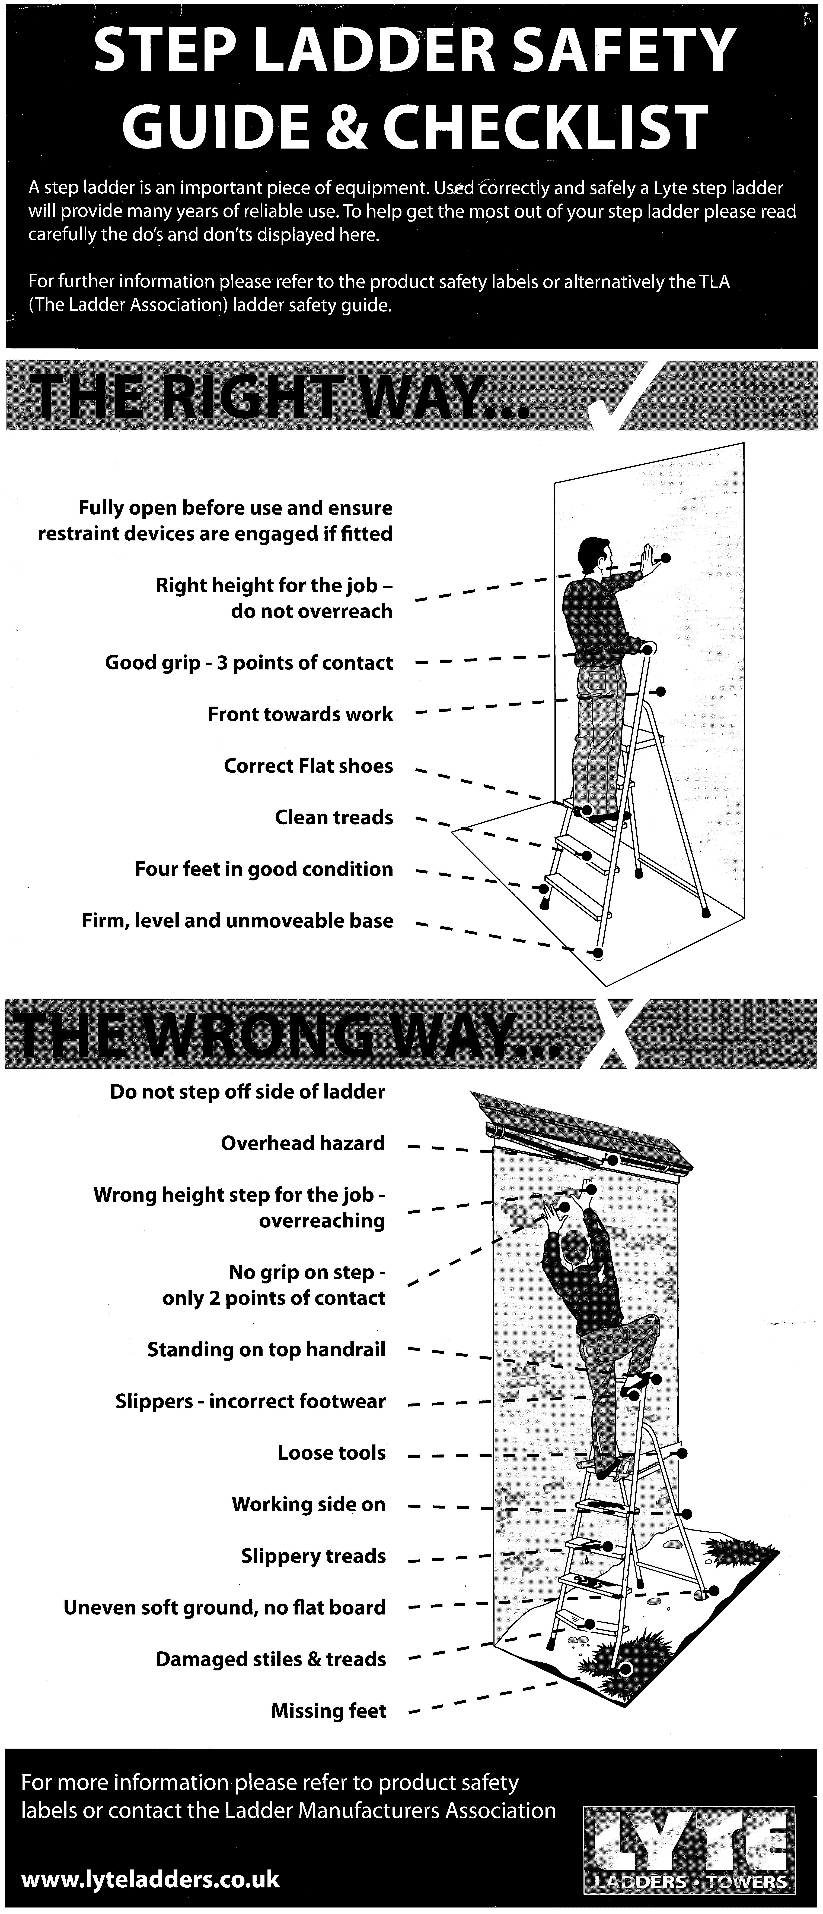 STEP LADDER SAFETY
GUIDE & CHECKLIST
A step ladder is an important piece of equipment. Used correctly and safely a Lyte step ladder
will provide many years of reliable use. To help get the most out of your step ladder please read
carefully the do's and don'ts displayed here.
For further information please refer to the product safety labels or alternatively the TLA
(The Ladder Association) ladder safety guide.
THE RIGHT WAY...
Fully open before use and ensure
restraint devices are engaged if fitted
Right height for the job –
do not overreach
Good grip - 3 points of contact
Front towards work
Correct Flat shoes
Clean treads
Four feet in good condition
Firm, level and unmoveable base
THE WRONG WAY...
Do not step off side of ladder
Overhead hazard
Wrong height step for the job -
overreaching
No grip on step -
only 2 points of contact
Standing on top handrail
Slippers - incorrect footwear
Loose tools
Working side on
Slippery treads
Uneven soft ground, no flat board
Damaged stiles & treads
Missing feet
For more information please refer to product safety
labels or contact the Ladder Manufacturers Association
www.lyteladders.co.uk
LYTE
LADDERS • TOWERS